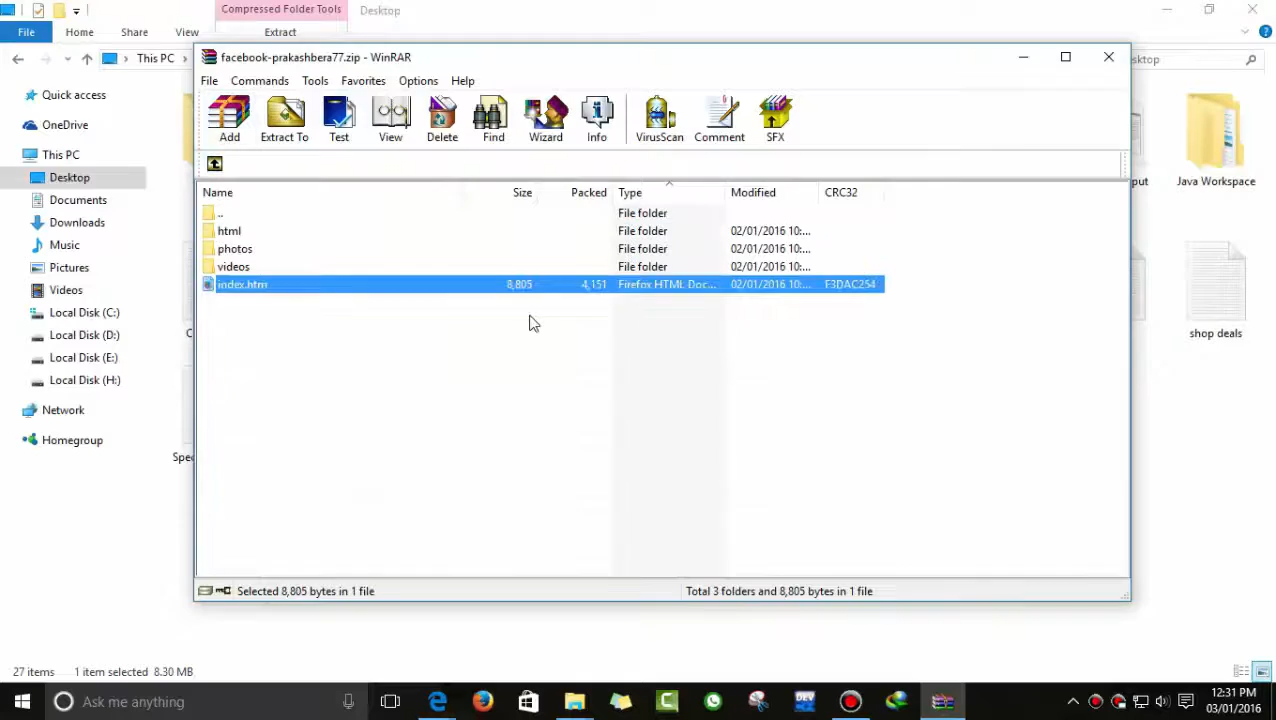 Compressed Folder Tools Desktop
File Home Share View Extract
This PC
facebook-prakashbera77.zip - WinRAR
File Commands Tools Favorites Options Help
Add Extract To Test View Delete Find Wizard Info VirusScan Comment SFX
Name Size Packed Type Modified CRC32
.. File folder
html File folder 02/01/2016 10:...
photos File folder 02/01/2016 10:...
videos File folder 02/01/2016 10:...
index.htm 8,805 4,151 Firefox HTML Doc... 02/01/2016 10:... F3DAC254
Selected 8,805 bytes in 1 file Total 3 folders and 8,805 bytes in 1 file
Quick access
OneDrive
This PC
Desktop
Documents
Downloads
Music
Pictures
Videos
Local Disk (C:)
Local Disk (D:)
Local Disk (E:)
Local Disk (H:)
Network
Homegroup
Java Workspace
shop deals
27 items 1 item selected 8.30 MB
Ask me anything
DEV
12:31 PM
03/01/2016